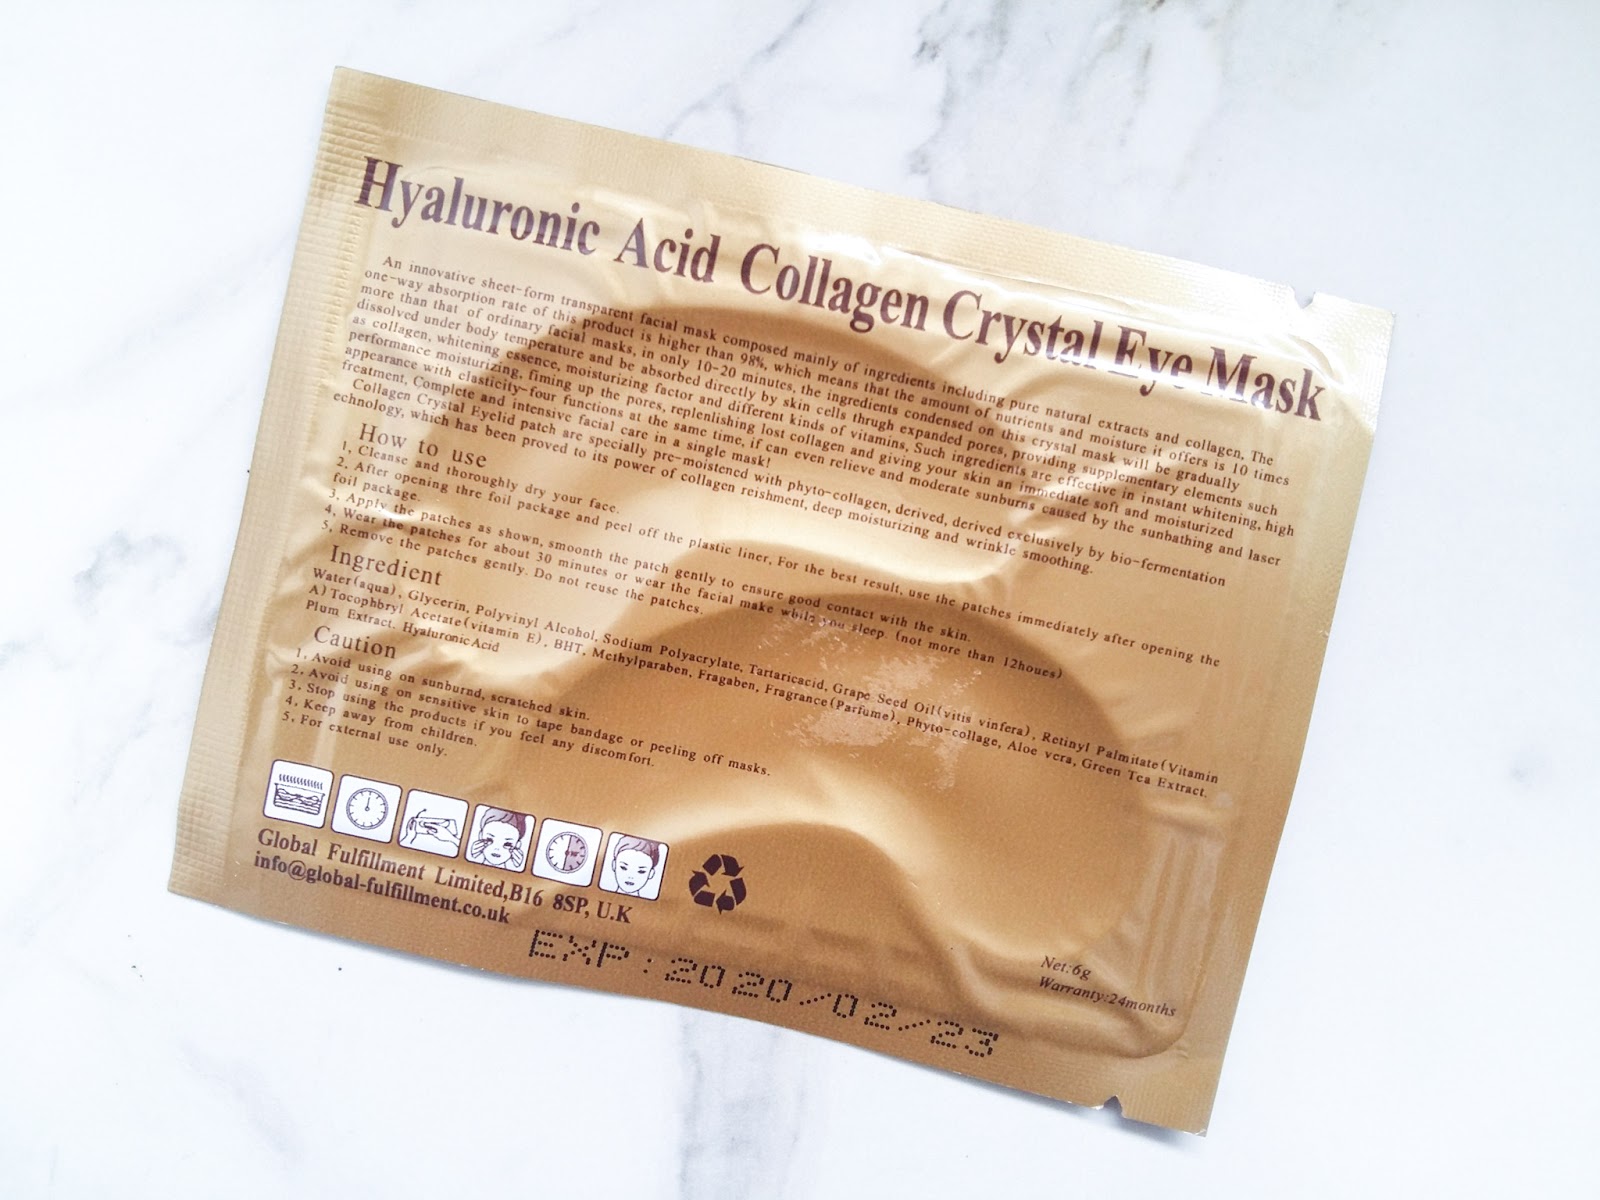 Hyaluronic Acid Collagen Crystal Eye Mask
An innovative sheet-form transparent facial mask composed mainly of ingredients including pure natural extracts and collagen, The
one-way absorption rate of this product is higher than 98%, which means that the amount of nutrients and moisture it offers is 10 times
more than that of ordinary facial masks, in only 10-20 minutes, the ingredients condensed on this crystal mask will be gradually
dissolved under body temperature and be absorbed directly by skin cells thrugh expanded pores, providing supplementary elements such
as collagen, whitening essence, moisturizing factor and different kinds of vitamins, Such ingredients are effective in instant whitening, high
performance moisturizing, fiming up the pores, replenlishing lost collagen and giving your skin an immediate soft and moisturized
appearance with clasticity-four functions at the same time, if can even relieve and moderate sunburns caused by the sunbathing and laser
freatment, Complete and intensive facial care in a single mask!
Collagen Crystal Eyelid patch are specially pre-moistened with phyto-collagen, derived, derived exclusively by bio-fermentation
echnology, which has been proved to its power of collagen reishment, deep moisturizing and wrinkle smoothing.
How to use
1, Cleanse and thoroughly dry your face.
2, After opening thre foil package and peel off the plastic liner, For the best result, use the patches immediately after opening the
foil package.
3, Apply the patches as shown, smoonth the patch gently to ensure good contact with the skin.
4, Wear the patches for about 30 minutes or wear the facial make while you sleep. (not more than 12houes)
5, Remove the patches gently. Do not reuse the patches.
Ingredient
Water(aqua), Glycerin, Polyvinyl Alcohol, Sodium Polyacrylate, Tartaricacid, Grape Seed Oil(vitis vinfera), Retinyl Palmitate(Vitamin
A)Tocophbryl Acetate(vitamin E), BHT, Methylparaben, Fragaben, Fragrance(Parfume), Phyto-collage, Aloe vera, Green Tea Extract.
Plum Extract. Hyaluronic Acid
Caution
1, Avoid using on sunburnd, scratched skin.
2, Avoid using on sensitive skin to tape bandage or peeling off masks.
3, Stop using the products if you feel any discomfort.
4, Keep away from children.
5, For external use only.
Global Fulfillment Limited,B16 8SP, U.K
info@global-fulfillment.co.uk
EXP:2020/02/23
Net:6g
Warranty:24months